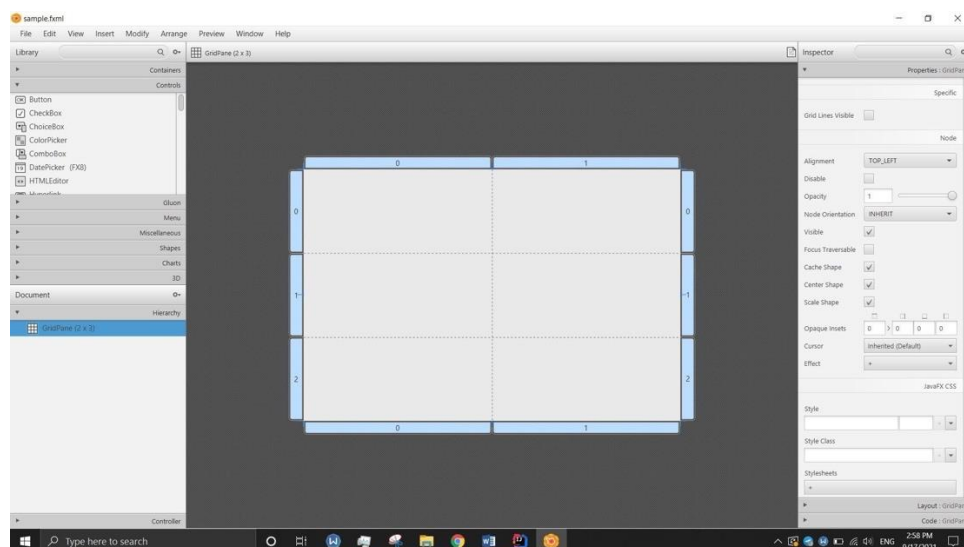 sample.fxml
File Edit View Insert Modify Arrange Preview Window Help
Library
Containers
Controls
OK Button
CheckBox
ChoiceBox
ColorPicker
ComboBox
DatePicker (FX8)
HTMLEditor
Hyperlink
Gluon
Menu
Miscellaneous
Shapes
Charts
3D
Document
Hierarchy
GridPane (2 x 3)
Controller
GridPane (2 x 3)
0 1
0 0
1 1
2 2
0 1
Inspector
Properties : GridPan
Specific
Grid Lines Visible
Node
Alignment TOP_LEFT
Disable
Opacity 1
Node Orientation INHERIT
Visible
Focus Traversable
Cache Shape
Center Shape
Scale Shape
Opaque Insets 0 0 0 0
Cursor Inherited (Default)
Effect +
JavaFX CSS
Style
Style Class
Stylesheets
+
Layout : GridPan
Code : GridPan
Type here to search
ENG
2:58 PM
9/17/2021